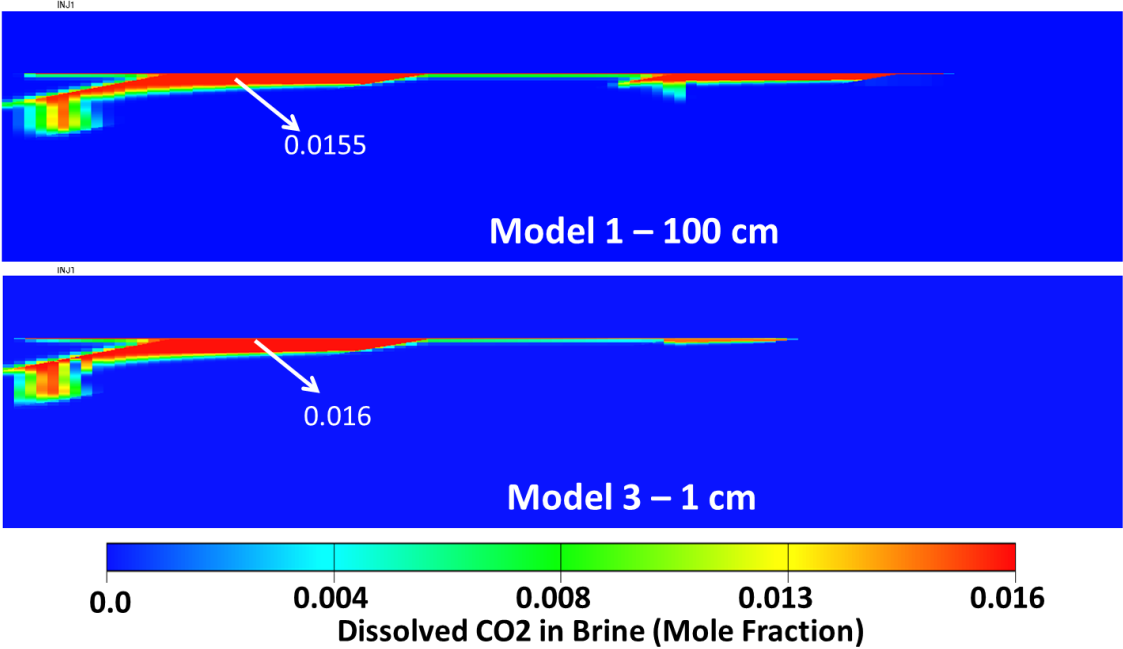 INJ1
0.0155
Model 1 – 100 cm
INJ1
0.016
Model 3 – 1 cm
0.0 0.004 0.008 0.013 0.016
Dissolved CO2 in Brine (Mole Fraction)